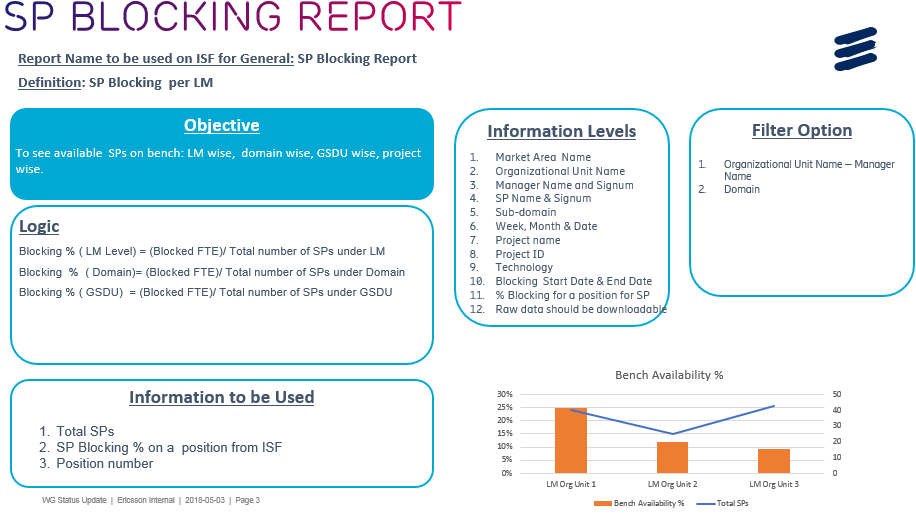 SP BLOCKING REPORT
Report Name to be used on ISF for General: SP Blocking Report
Definition: SP Blocking per LM
Objective
To see available SPs on bench: LM wise, domain wise, GSDU wise, project
wise.
Logic
Blocking % ( LM Level) = (Blocked FTE)/ Total number of SPs under LM
Blocking % ( Domain)= (Blocked FTE)/ Total number of SPs under Domain
Blocking % ( GSDU) = (Blocked FTE)/ Total number of SPs under GSDU
Information to be Used
1. Total SPs
2. SP Blocking % on a position from ISF
3. Position number
Information Levels
1. Market Area Name
2. Organizational Unit Name
3. Manager Name and Signum
4. SP Name & Signum
5. Sub-domain
6. Week, Month & Date
7. Project name
8. Project ID
9. Technology
10. Blocking Start Date & End Date
11. % Blocking for a position for SP
12. Raw data should be downloadable
Filter Option
1. Organizational Unit Name – Manager
Name
2. Domain
Bench Availability %
30% 50
25% 40
20%
15% 30
10% 20
5% 10
0% 0
LM Org Unit 1 LM Org Unit 2 LM Org Unit 3
Bench Availability % Total SPs
WG Status Update | Ericsson Internal | 2018-05-03 | Page 3